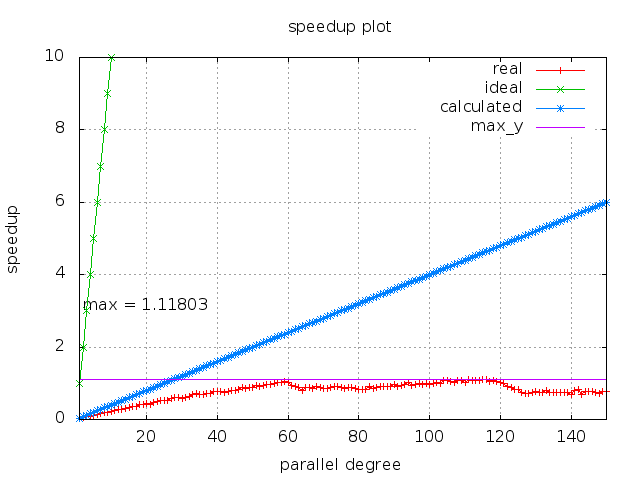 speedup plot
10
8
6
4
2
0
speedup
real
ideal
calculated
max_y
max = 1.11803
20
40
60
80
100
120
140
parallel degree